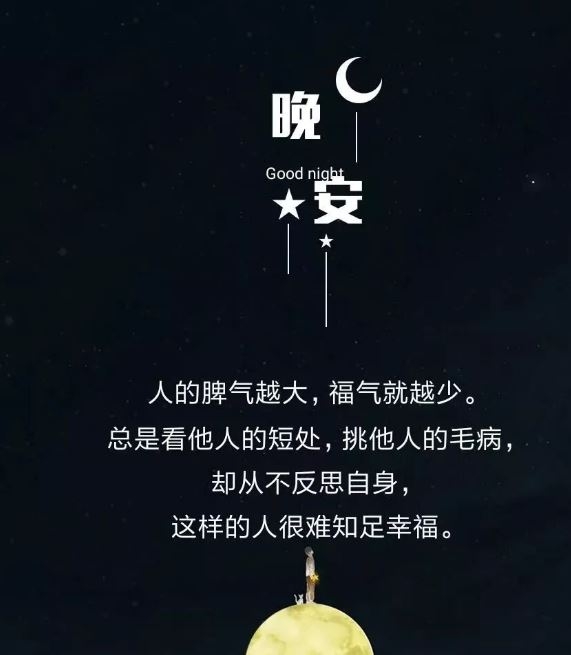 晚
Good night
安
人的脾气越大，福气就越少。
总是看他人的短处，挑他人的毛病，
却从不反思自身，
这样的人很难知足幸福。